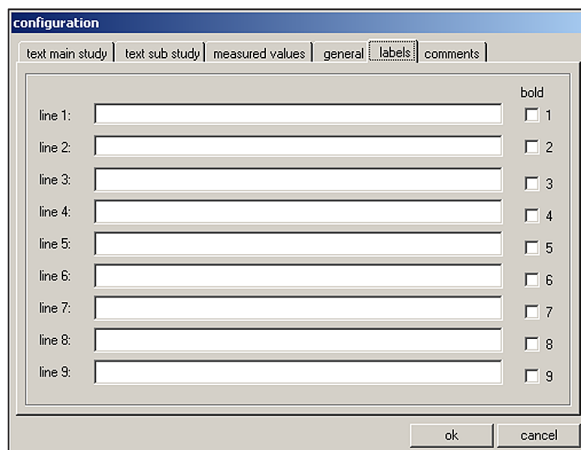 configuration
text main study text sub study measured values general labels comments
bold
line 1: 1
line 2: 2
line 3: 3
line 4: 4
line 5: 5
line 6: 6
line 7: 7
line 8: 8
line 9: 9
ok cancel